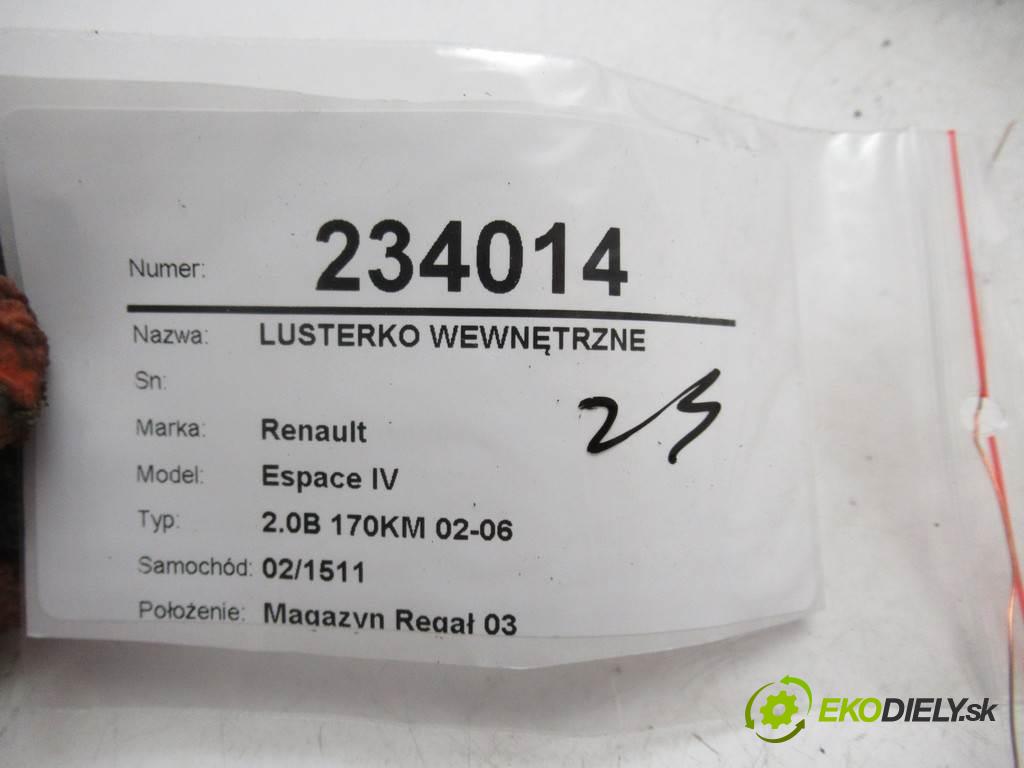 Numer: 234014
Nazwa: LUSTERKO WEWNĘTRZNE
Sn:
Marka: Renault
Model: Espace IV
Typ: 2.0B 170KM 02-06
Samochód: 02/1511
Położenie: Magazyn Regał 03
EKODIELY.sk